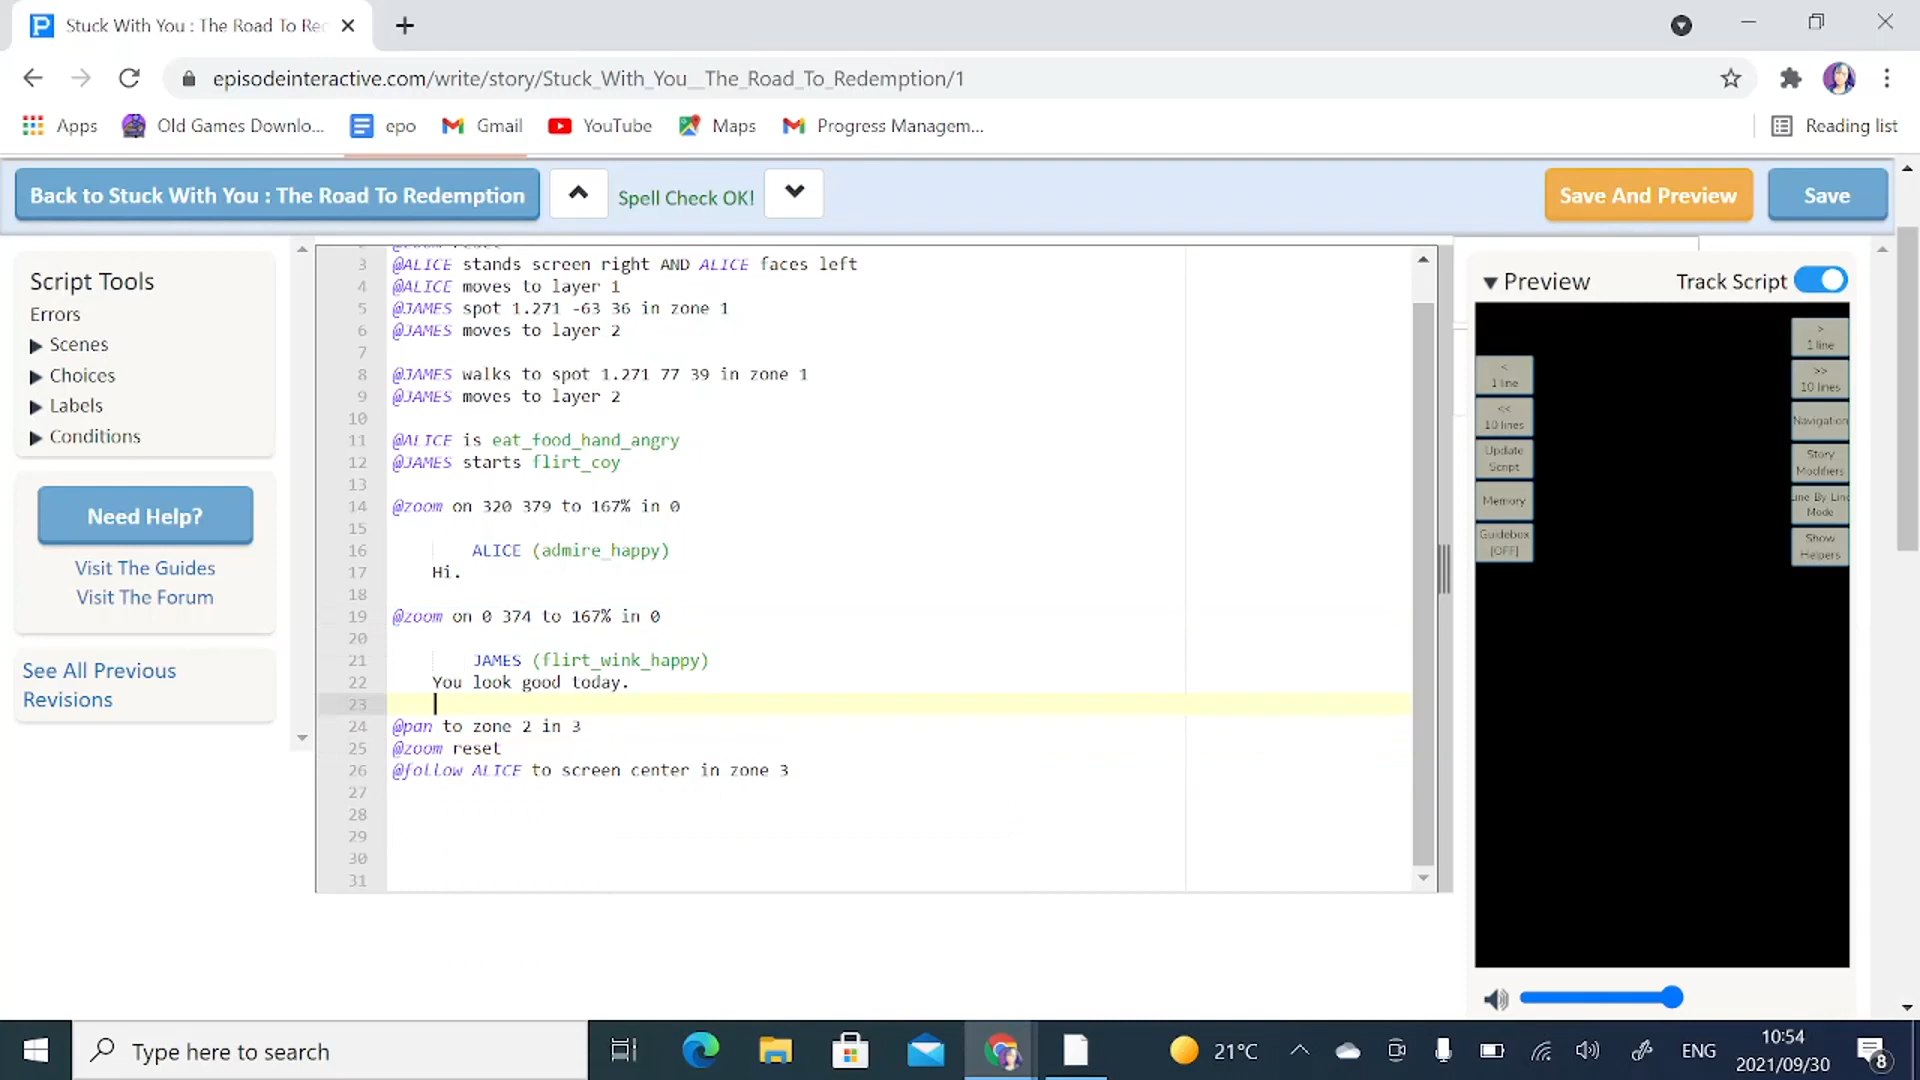 Stuck With You : The Road To Rec
episodeinteractive.com/write/story/Stuck_With_You__The_Road_To_Redemption/1
Apps
Old Games Downlo...
epo
Gmail
YouTube
Maps
Progress Managem...
Reading list
Back to Stuck With You : The Road To Redemption
Spell Check OK!
Save And Preview
Save
Script Tools
Errors
Scenes
Choices
Labels
Conditions
Need Help?
Visit The Guides
Visit The Forum
See All Previous
Revisions
3 @ALICE stands screen right AND ALICE faces left
4 @ALICE moves to layer 1
5 @JAMES spot 1.271 -63 36 in zone 1
6 @JAMES moves to layer 2
7
8 @JAMES walks to spot 1.271 77 39 in zone 1
9 @JAMES moves to layer 2
10
11 @ALICE is eat_food_hand_angry
12 @JAMES starts flirt_coy
13
14 @zoom on 320 379 to 167% in 0
15
16 ALICE (admire_happy)
17 Hi.
18
19 @zoom on 0 374 to 167% in 0
20
21 JAMES (flirt_wink_happy)
22 You look good today.
23
24 @pan to zone 2 in 3
25 @zoom reset
26 @follow ALICE to screen center in zone 3
27
28
29
30
31
Preview
Track Script
<
1 line
<<
10 lines
Update
Script
Memory
Guidebox
[OFF]
>
1 line
>>
10 lines
Navigation
Story
Modifiers
ine By Lin
Mode
Show
Helpers
Type here to search
21°C
ENG
10:54
2021/09/30
8